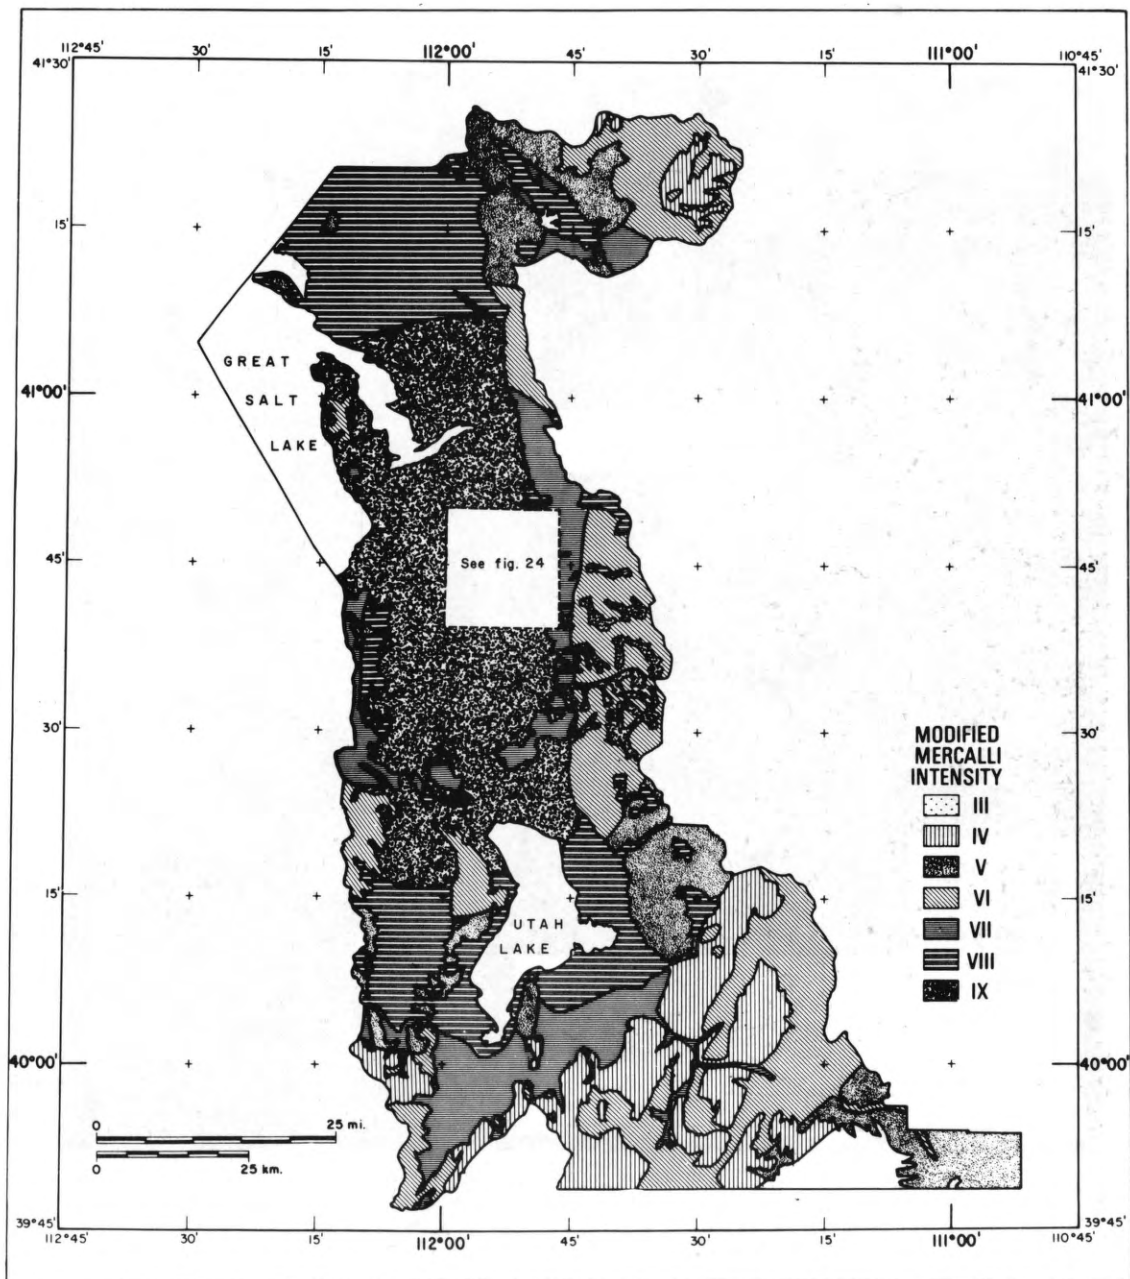 112°45' 30' 15' 112°00' 45' 30' 15' 111°00' 110°45'
41°30' 41°30'
15' 15'
GREAT
SALT
LAKE
41°00' 41°00'
45' 45'
See fig. 24
30' 30'
MODIFIED
MERCALLI
INTENSITY
III
IV
V
VI
VII
VIII
IX
15' 15'
UTAH
LAKE
40°00' 40°00'
0 25 mi.
0 25 km.
39°45' 39°45'
112°45' 30' 15' 112°00' 45' 30' 15' 111°00' 110°45'